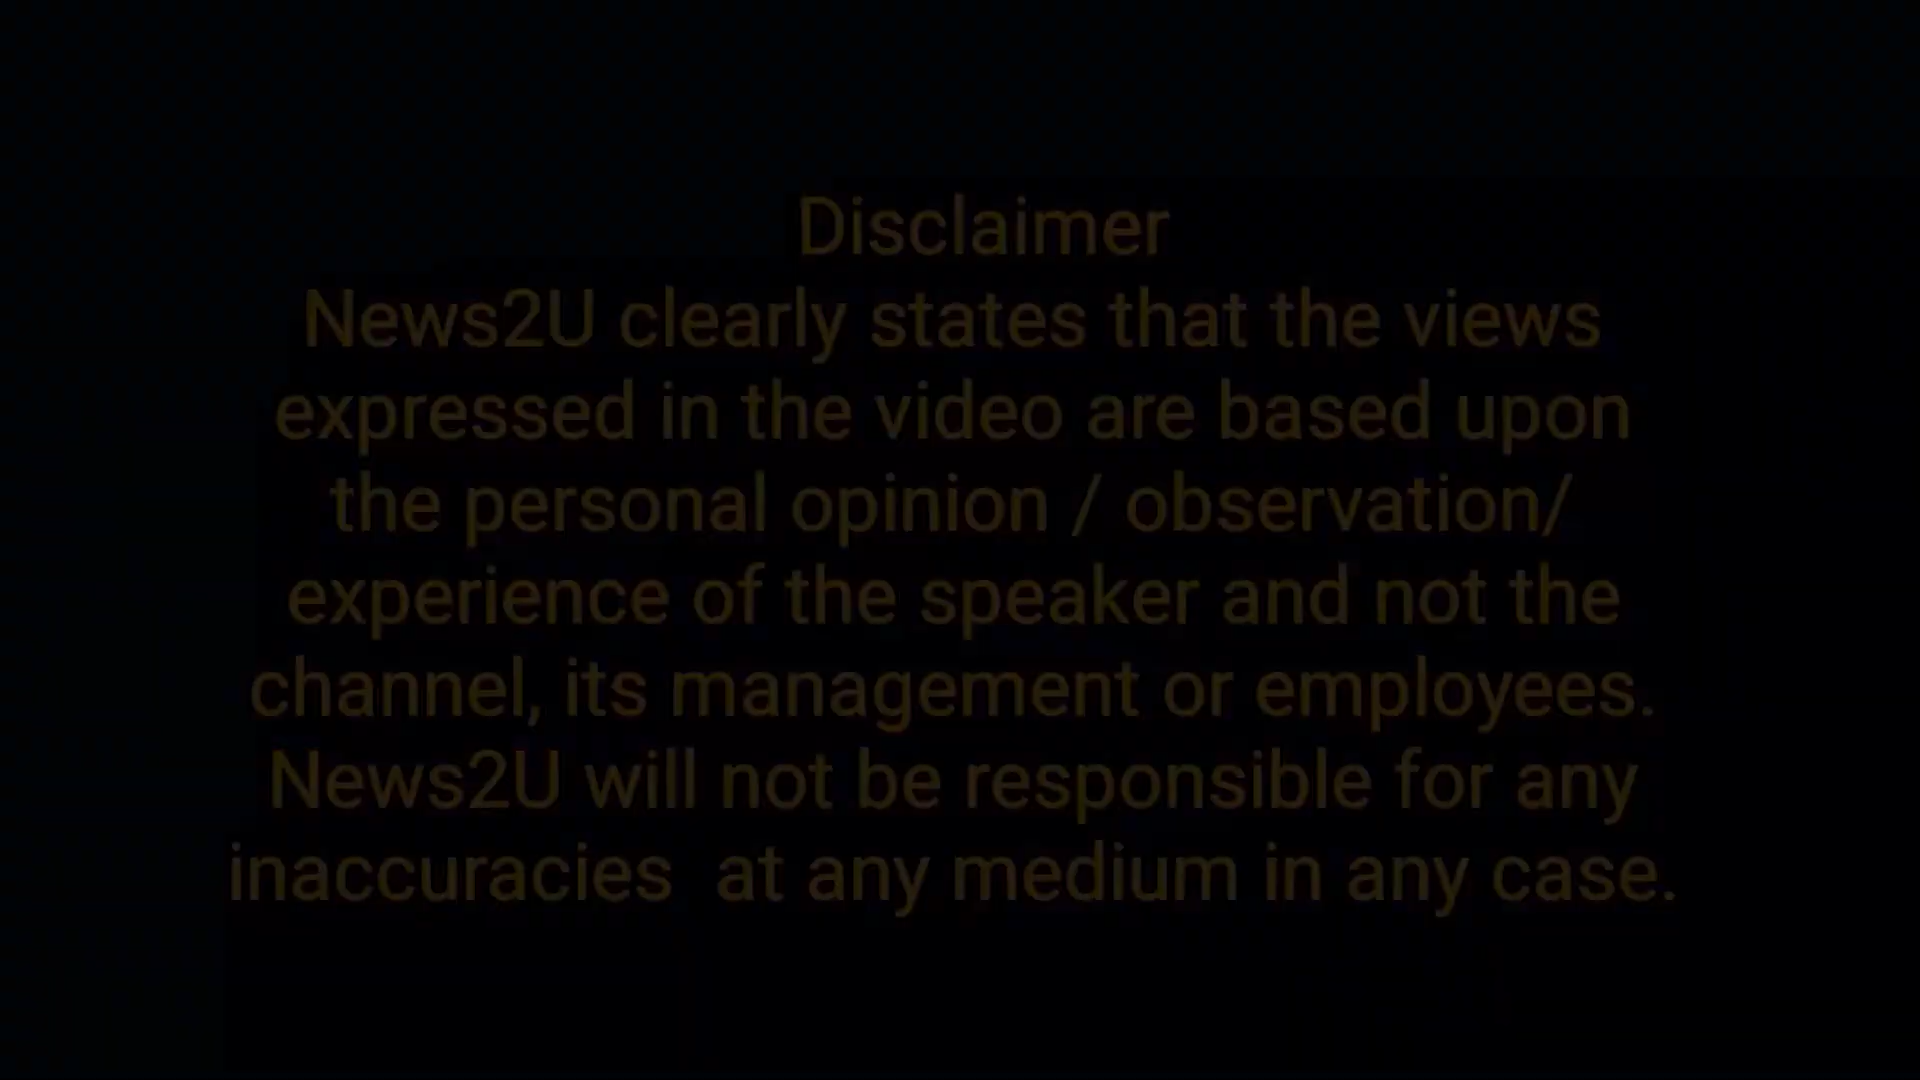 Disclaimer
News2U clearly states that the views
expressed in the video are based upon
the personal opinion / observation/
experience of the speaker and not the
channel, its management or employees.
News2U will not be responsible for any
inaccuracies  at any medium in any case.